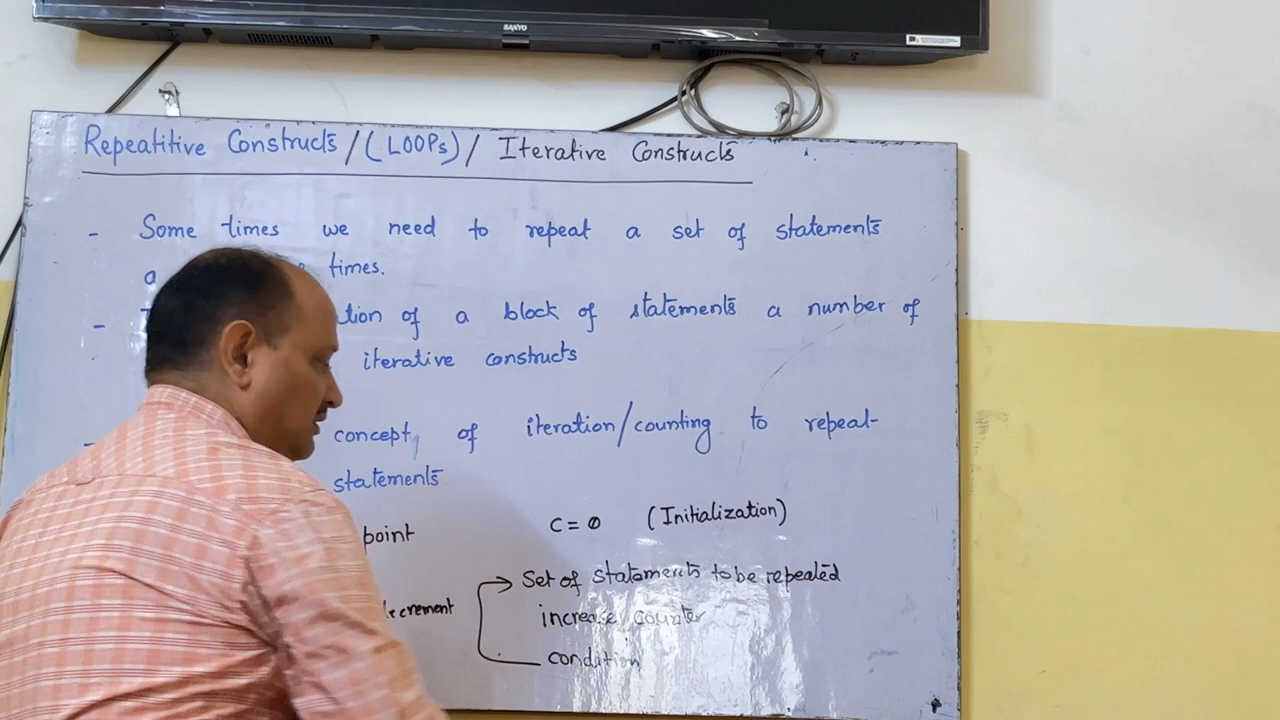 SANYO
Repeatitive Constructs /(LOOPs)/ Iterative Constructs
- Some times we need to repeat a set of statements
a times.
- tion of a block of statements a number of
iterative constructs
- concept of iteration/counting to repeat
statements
point
C = 0 (Initialization)
Set of statements to be repeated
increase counter
crement
condition